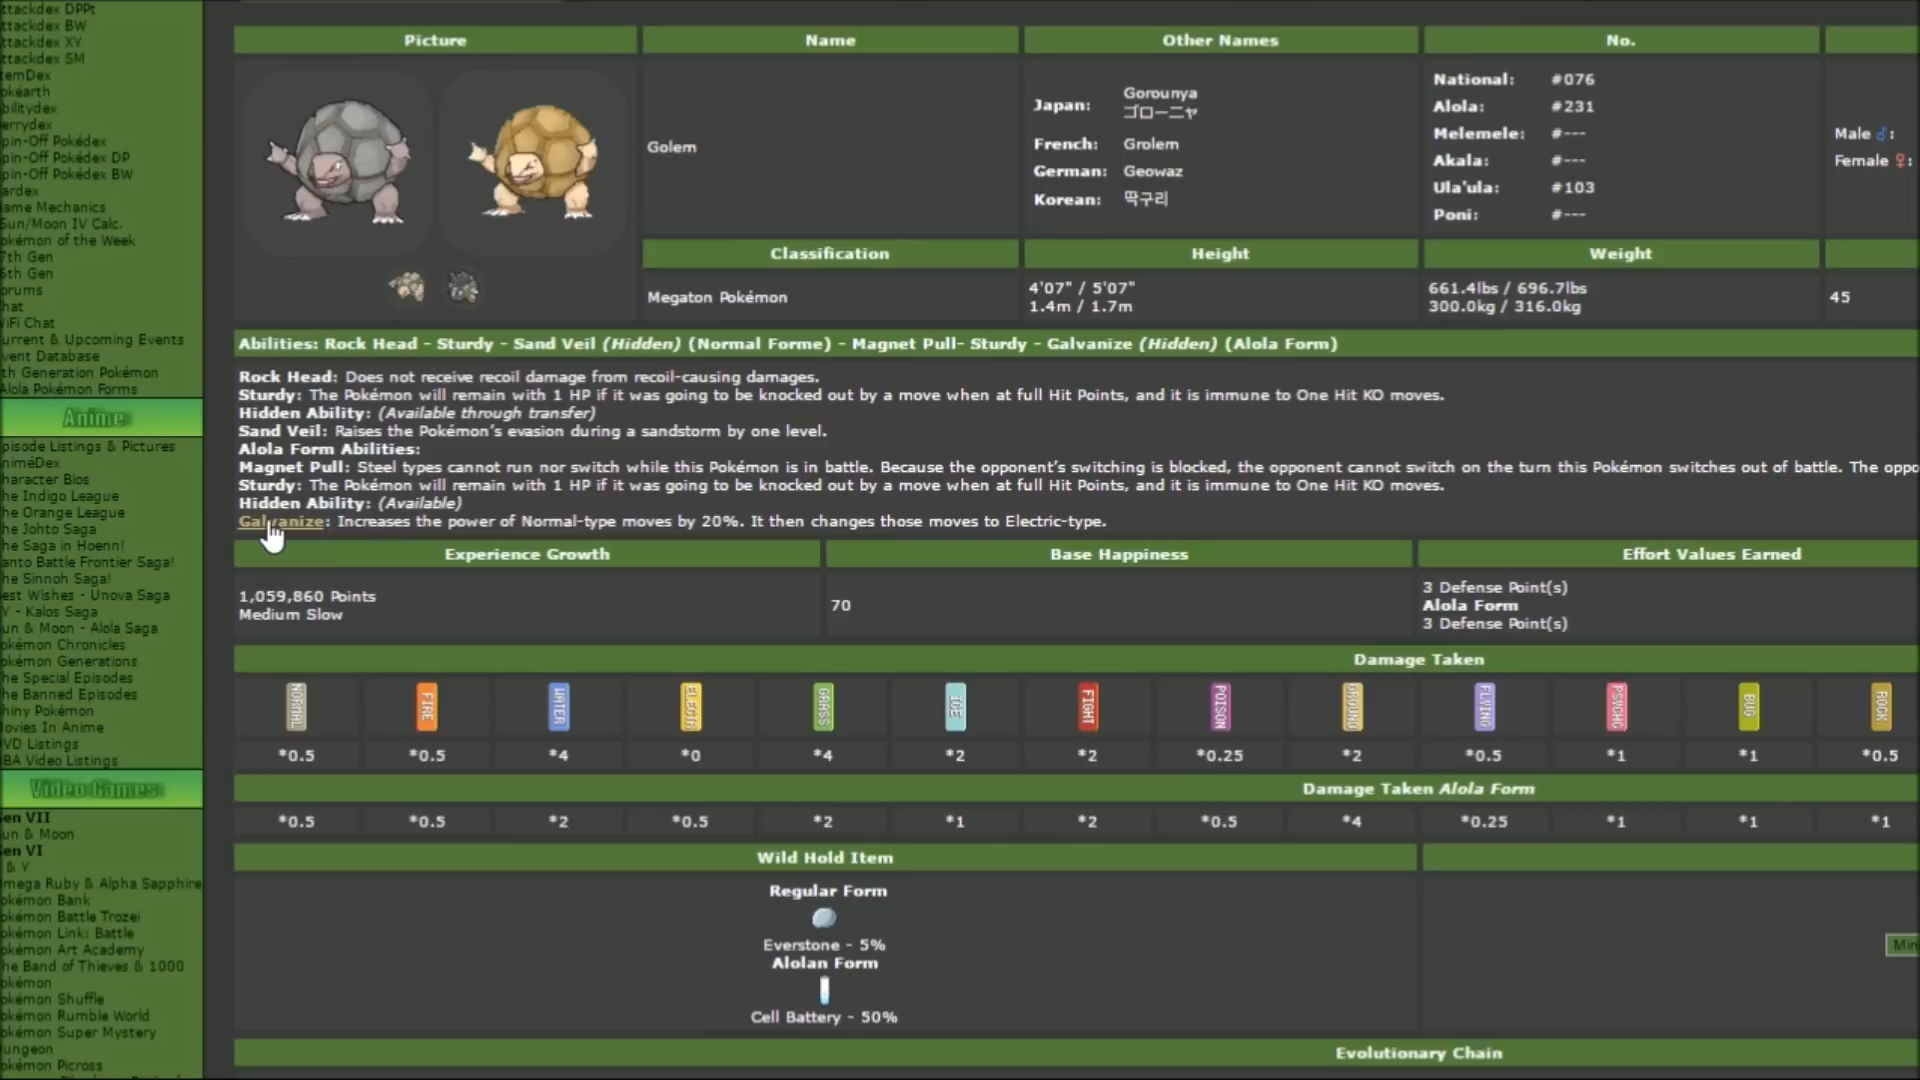 ttackdex DPPt
ttackdex BW
ttackdex XY
ttackdex SM
temDex
okéarth
bilitydex
errydex
pin-Off Pokédex
pin-Off Pokédex DP
pin-Off Pokédex BW
ardex
ame Mechanics
Sun/Moon IV Calc.
okémon of the Week
7th Gen
6th Gen
orums
hat
iFi Chat
urrent & Upcoming Events
vent Database
th Generation Pokémon
Alola Pokémon Forms
Anime
pisode Listings & Pictures
niméDex
haracter Bios
he Indigo League
he Orange League
he Johto Saga
he Saga in Hoenn!
anto Battle Frontier Saga!
he Sinnoh Saga!
est Wishes - Unova Saga
Y - Kalos Saga
un & Moon - Alola Saga
okémon Chronicles
okémon Generations
he Special Episodes
he Banned Episodes
hiny Pokémon
ovies In Anime
VD Listings
BA Video Listings
Video Games
Gen VII
un & Moon
Gen VI
& Y
mega Ruby & Alpha Sapphire
okémon Bank
okémon Battle Trozei
okémon Link: Battle
okémon Art Academy
he Band of Thieves & 1000
okémon
okémon Shuffle
okémon Rumble World
okémon Super Mystery
ungeon
okémon Picross
Picture
Name
Other Names
No.
Golem
Japan: Gorounya
ゴローニャ
French: Grolem
German: Geowaz
Korean: 딱구리
National: #076
Alola: #231
Melemele: #---
Akala: #---
Ula'ula: #103
Poni: #---
Male ♂:
Female ♀:
Classification
Height
Weight
Megaton Pokémon
4'07" / 5'07"
1.4m / 1.7m
661.4lbs / 696.7lbs
300.0kg / 316.0kg
45
Abilities: Rock Head - Sturdy - Sand Veil (Hidden) (Normal Forme) - Magnet Pull- Sturdy - Galvanize (Hidden) (Alola Form)
Rock Head: Does not receive recoil damage from recoil-causing damages.
Sturdy: The Pokémon will remain with 1 HP if it was going to be knocked out by a move when at full Hit Points, and it is immune to One Hit KO moves.
Hidden Ability: (Available through transfer)
Sand Veil: Raises the Pokémon's evasion during a sandstorm by one level.
Alola Form Abilities:
Magnet Pull: Steel types cannot run nor switch while this Pokémon is in battle. Because the opponent's switching is blocked, the opponent cannot switch on the turn this Pokémon switches out of battle. The oppo
Sturdy: The Pokémon will remain with 1 HP if it was going to be knocked out by a move when at full Hit Points, and it is immune to One Hit KO moves.
Hidden Ability: (Available)
Galvanize: Increases the power of Normal-type moves by 20%. It then changes those moves to Electric-type.
Experience Growth
Base Happiness
Effort Values Earned
1,059,860 Points
Medium Slow
70
3 Defense Point(s)
Alola Form
3 Defense Point(s)
Damage Taken
NORMAL FIRE WATER ELECTR GRASS ICE FIGHT POISON GROUND FLYING PSYCHC BUG ROCK
*0.5 *0.5 *4 *0 *4 *2 *2 *0.25 *2 *0.5 *1 *1 *0.5
Damage Taken Alola Form
*0.5 *0.5 *2 *0.5 *2 *1 *2 *0.5 *4 *0.25 *1 *1 *1
Wild Hold Item
Regular Form
Everstone - 5%
Alolan Form
Cell Battery - 50%
Min
Evolutionary Chain